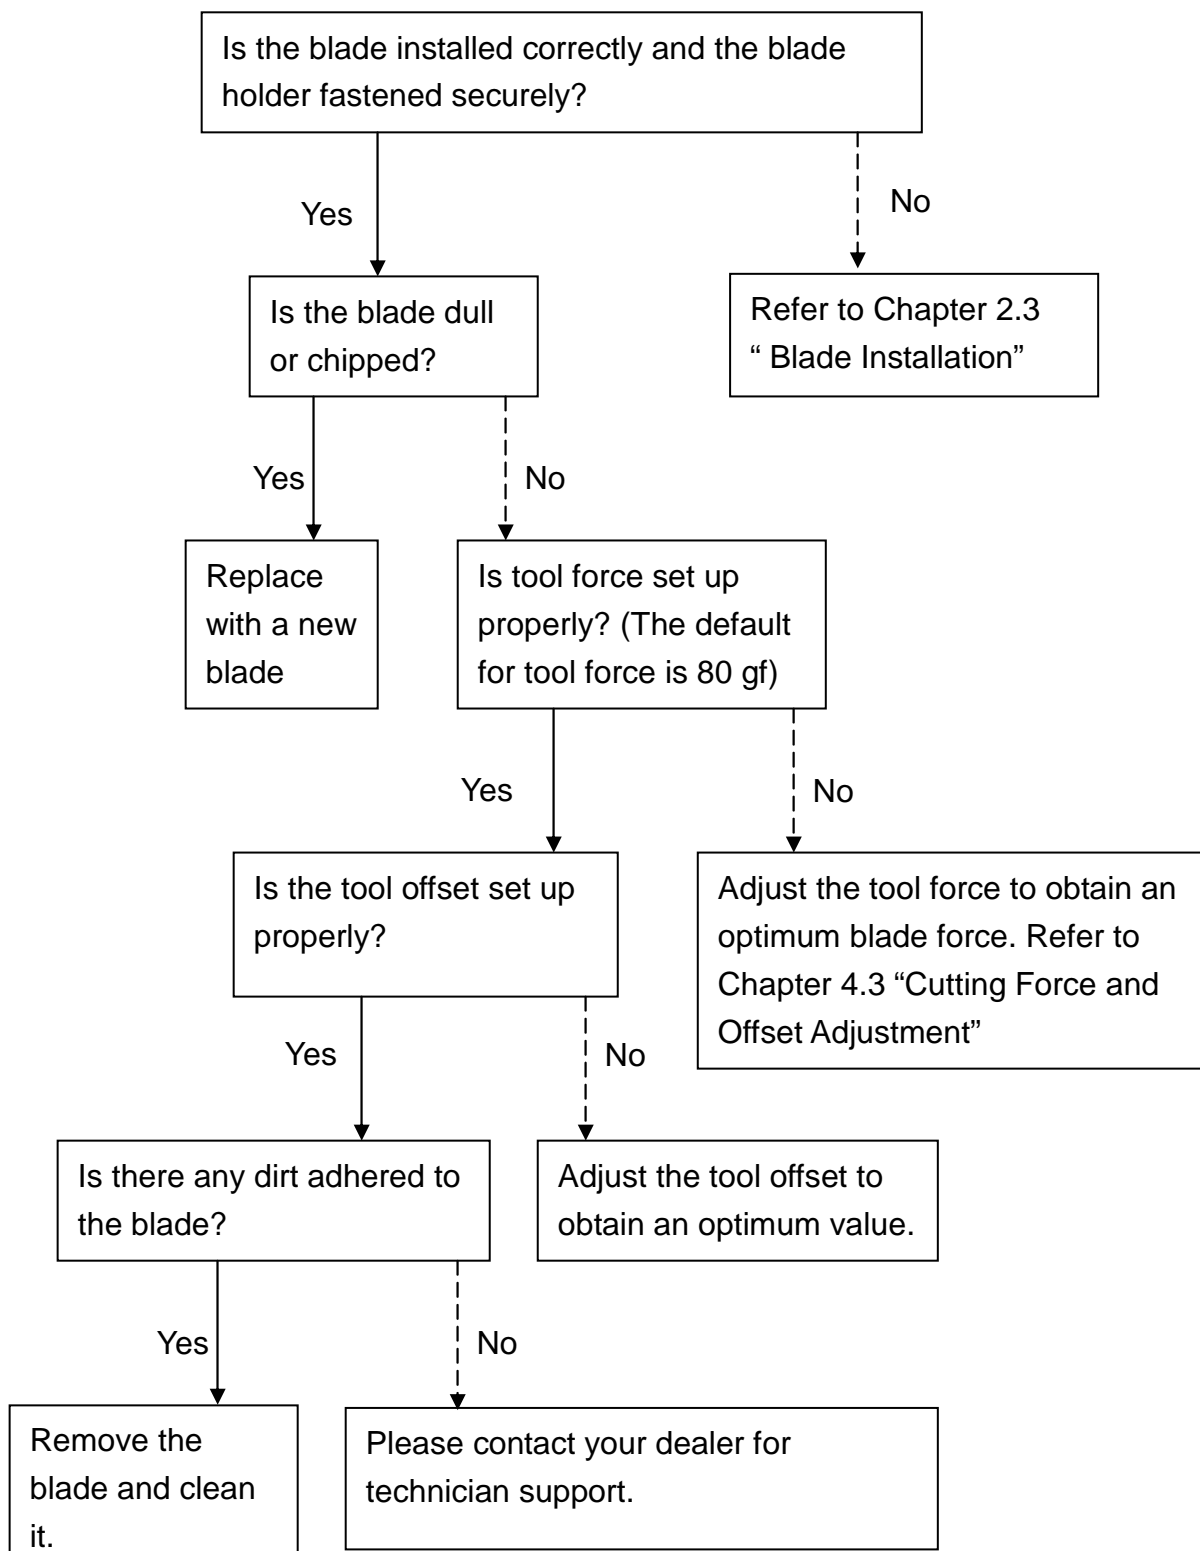 Is the blade installed correctly and the blade
holder fastened securely?
Yes
No
Is the blade dull
or chipped?
Refer to Chapter 2.3
“ Blade Installation”
Yes
No
Replace
with a new
blade
Is tool force set up
properly? (The default
for tool force is 80 gf)
Yes
No
Is the tool offset set up
properly?
Adjust the tool force to obtain an
optimum blade force. Refer to
Chapter 4.3 “Cutting Force and
Offset Adjustment”
Yes
No
Is there any dirt adhered to
the blade?
Adjust the tool offset to
obtain an optimum value.
Yes
No
Remove the
blade and clean
it.
Please contact your dealer for
technician support.